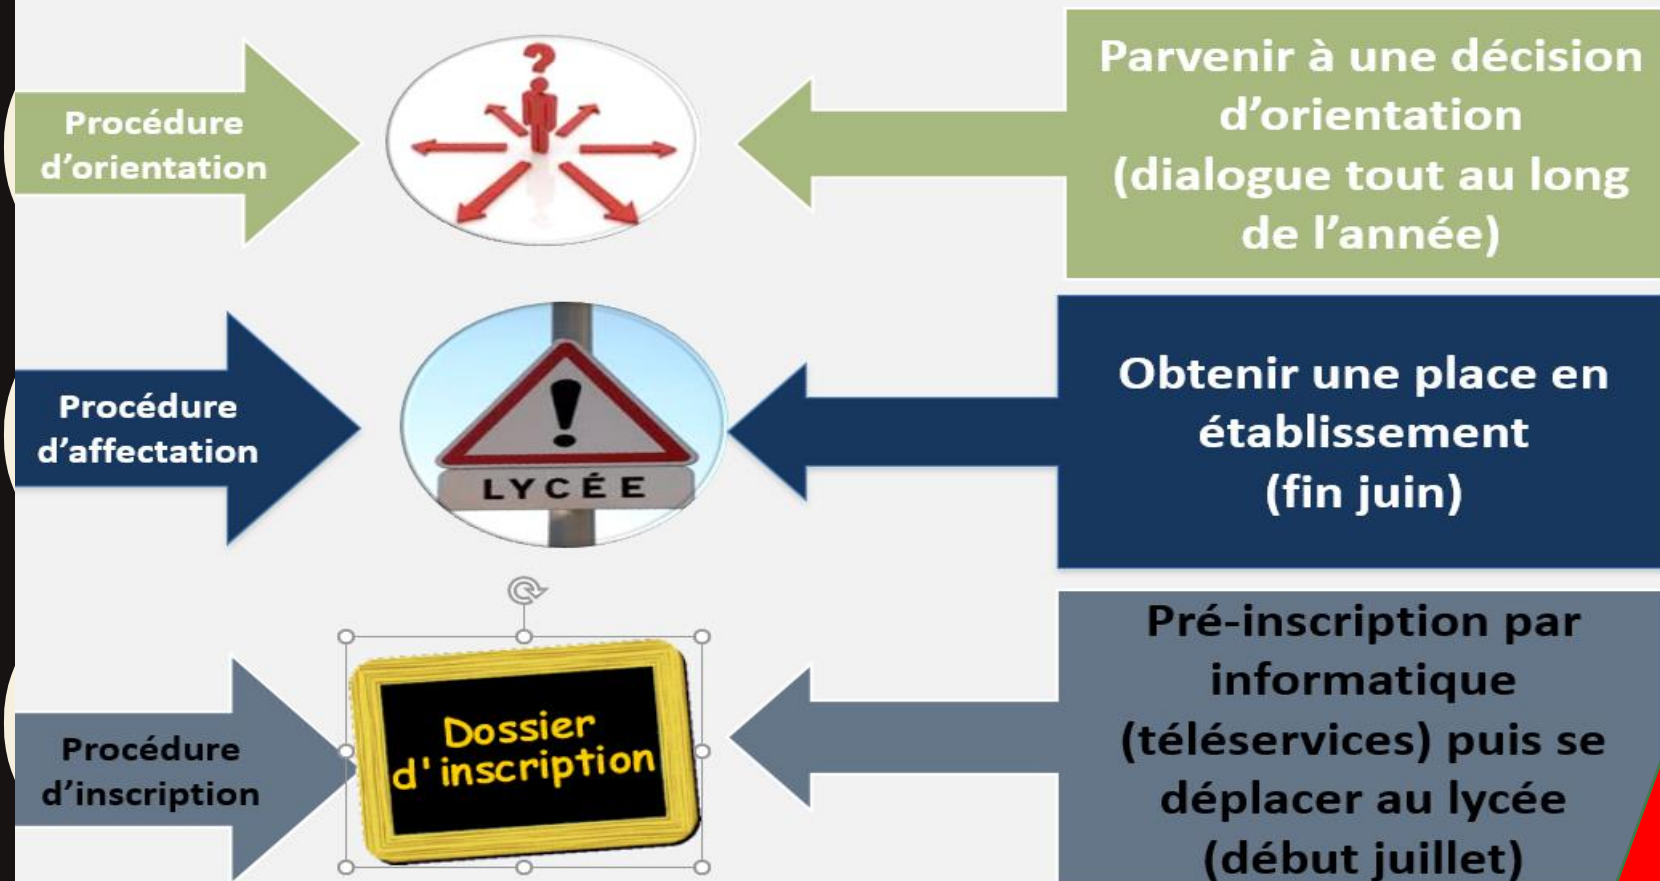 Procédure
d’orientation
?
Parvenir à une décision
d’orientation
(dialogue tout au long
de l’année)
Procédure
d’affectation
!
LYCÉE
Obtenir une place en
établissement
(fin juin)
Procédure
d’inscription
Dossier
d'inscription
Pré-inscription par
informatique
(téléservices) puis se
déplacer au lycée
(début juillet)